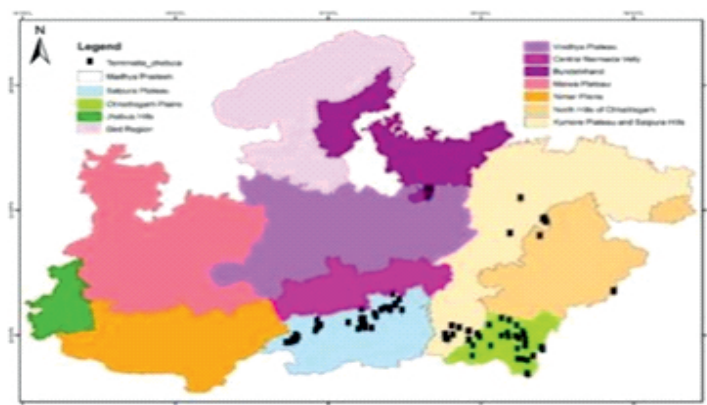 N
Legend
Terminalia_chebula
Madhya Pradesh
Satpura Plateau
Chhattisgarh Plains
Jhabua Hills
Gird Region
Vindhya Plateau
Central Narmada Vally
Bundelkhand
Malwa Plateau
Nimar Plains
North Hills of Chhattisgarh
Kymore Plateau and Satpura Hills